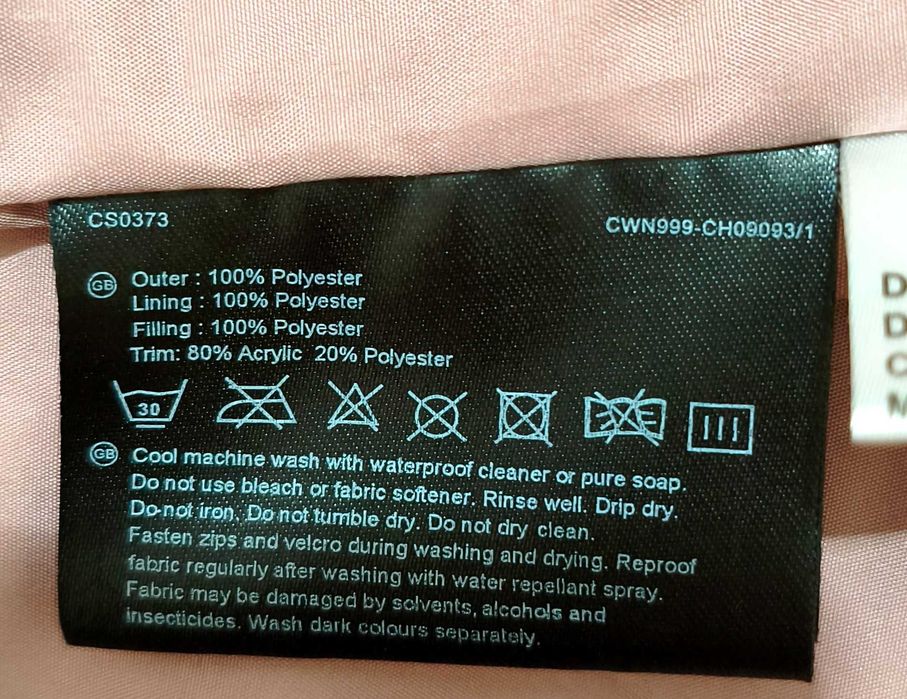 CS0373
CWN999-CH09093/1
GB Outer : 100% Polyester
Lining : 100% Polyester
Filling : 100% Polyester
Trim: 80% Acrylic 20% Polyester
30
GB Cool machine wash with waterproof cleaner or pure soap.
Do not use bleach or fabric softener. Rinse well. Drip dry.
Do not iron. Do not tumble dry. Do not dry clean.
Fasten zips and velcro during washing and drying. Reproof
fabric regularly after washing with water repellant spray.
Fabric may be damaged by solvents, alcohols and
insecticides. Wash dark colours separately.
D
D
C
M